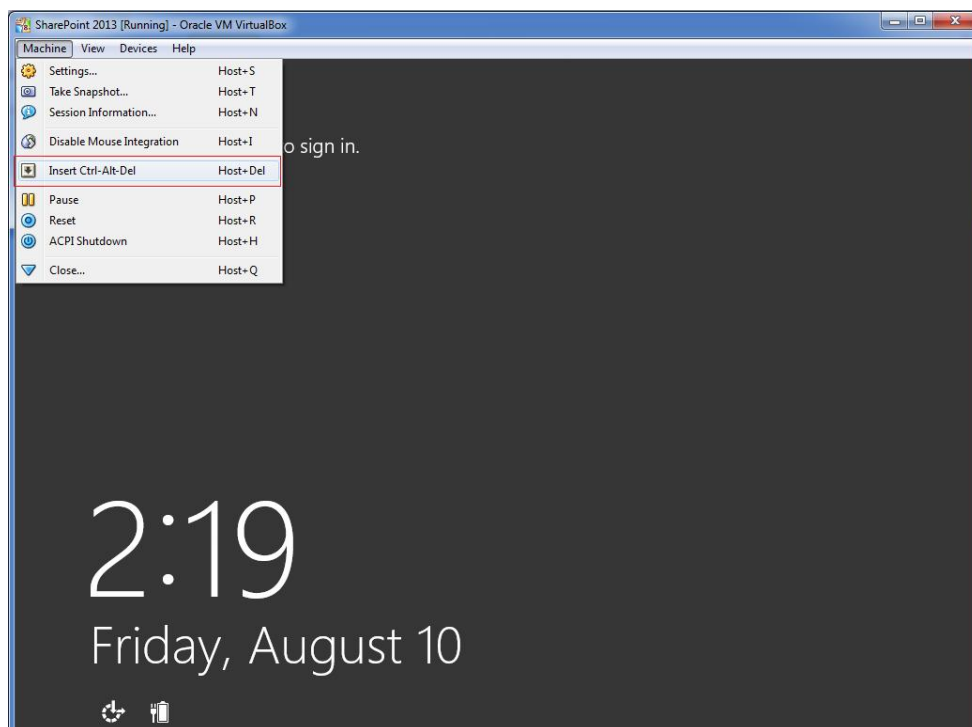 SharePoint 2013 [Running] - Oracle VM VirtualBox
Machine View Devices Help
Settings... Host+S
Take Snapshot... Host+T
Session Information... Host+N
Disable Mouse Integration Host+I
o sign in.
Insert Ctrl-Alt-Del Host+Del
Pause Host+P
Reset Host+R
ACPI Shutdown Host+H
Close... Host+Q
2:19
Friday, August 10